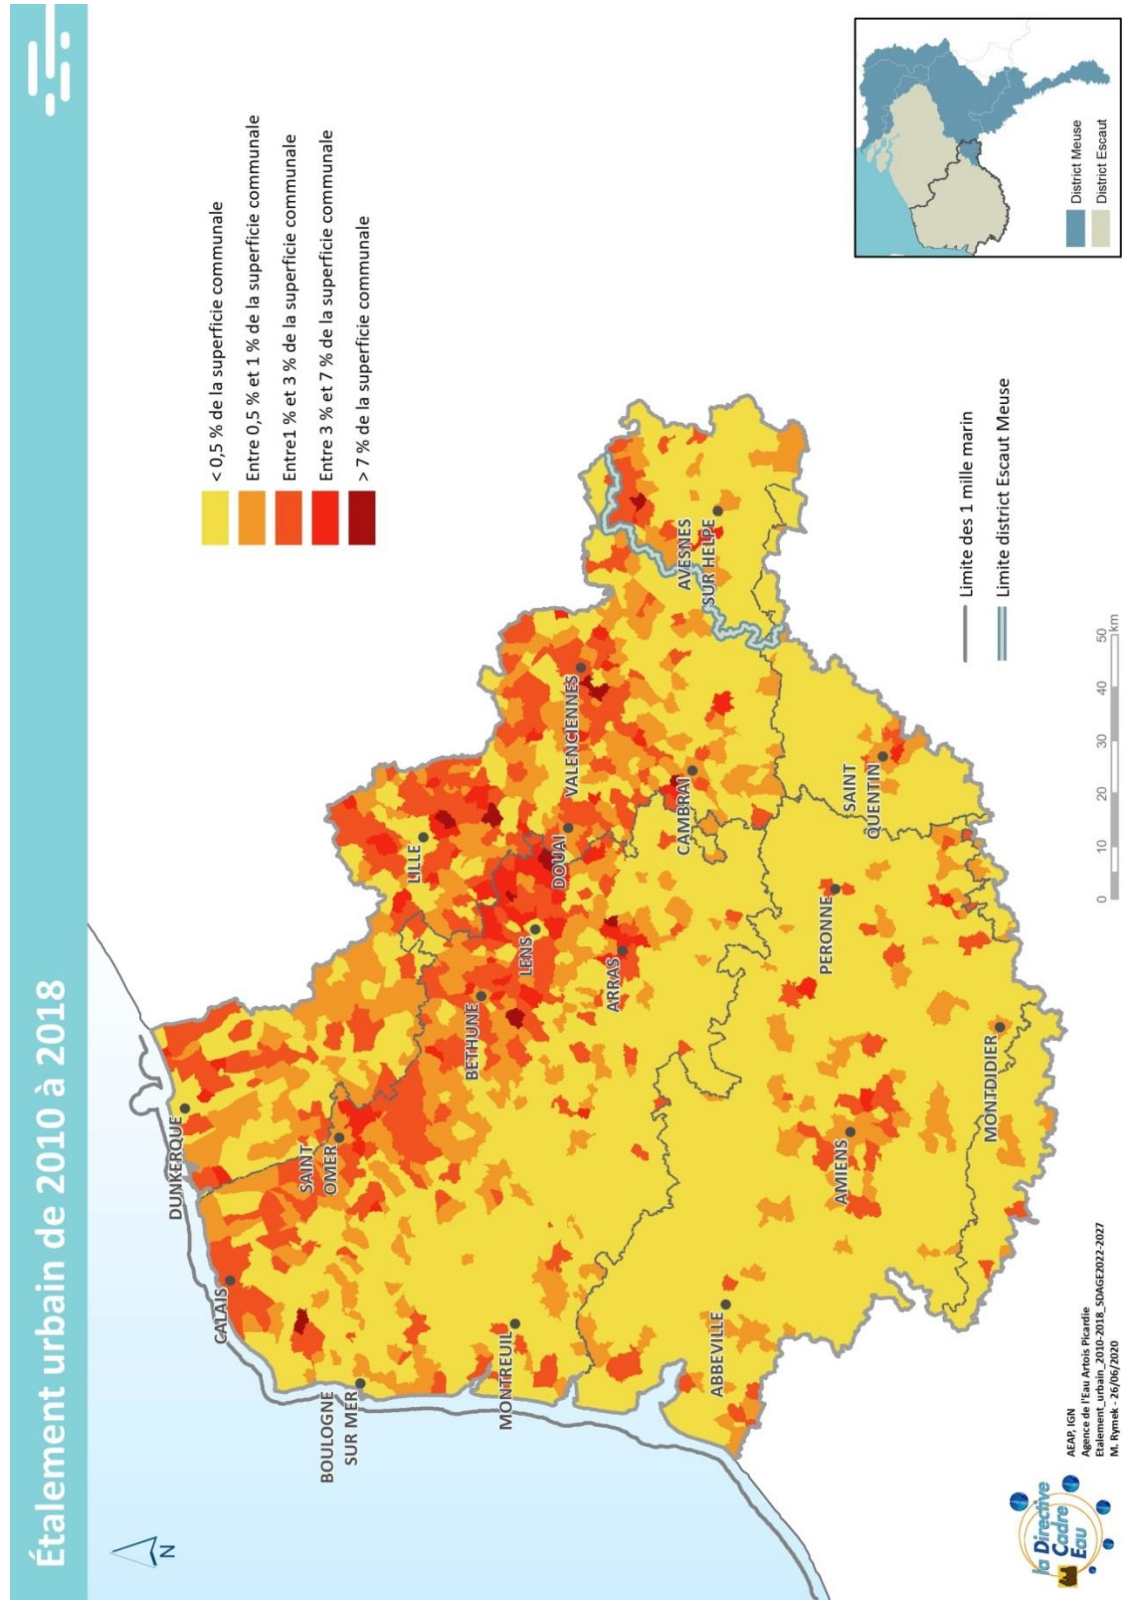 Étalement urbain de 2010 à 2018
< 0,5 % de la superficie communale
Entre 0,5 % et 1 % de la superficie communale
Entre1 % et 3 % de la superficie communale
Entre 3 % et 7 % de la superficie communale
> 7 % de la superficie communale
District Meuse
District Escaut
N
DUNKERQUE
CALAIS
SAINT
OMER
BOULOGNE
SUR MER
LILLE
BETHUNE
LENS
MONTREUIL
DOUAI
VALENCIENNES
ARRAS
CAMBRAI
AVESNES
SUR HELPE
ABBEVILLE
PERONNE
AMIENS
SAINT
QUENTIN
MONTDIDIER
Limite des 1 mille marin
Limite district Escaut Meuse
0 10 20 30 40 50
km
la Directive
Cadre
Eau
AEAP, IGN
Agence de l'Eau Artois Picardie
Etalement_urbain_2010-2018_SDAGE2022-2027
M. Rymek - 26/06/2020